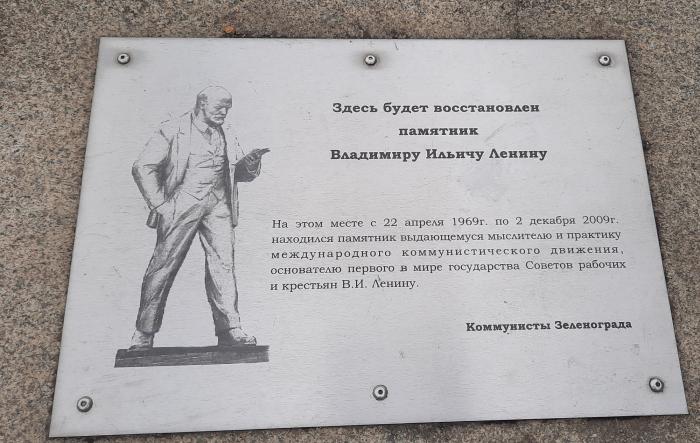 Здесь будет восстановлен
памятник
Владимиру Ильичу Ленину
На этом месте с 22 апреля 1969г. по 2 декабря 2009г.
находился памятник выдающемуся мыслителю и практику
международного коммунистического движения,
основателю первого в мире государства Советов рабочих
и крестьян В.И. Ленину.
Коммунисты Зеленограда